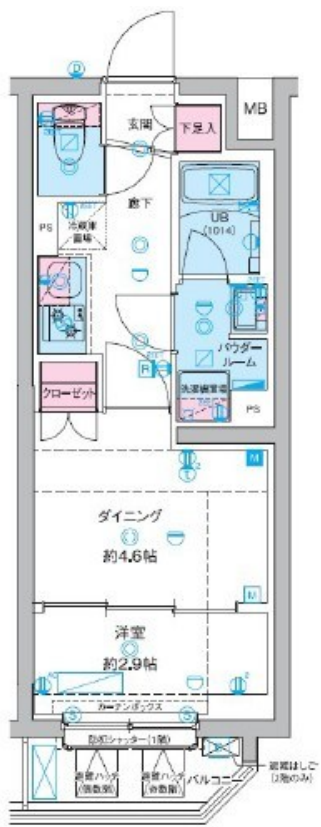 D
MB
玄関
下足入
廊下
UB
(1014)
PS
冷蔵庫
置場
パウダー
ルーム
R
洗濯機置場
PS
クローゼット
M
2
t
ダイニング
約4.6帖
M
洋室
約2.9帖
2
カーテンボックス
S
S
防犯シャッター(1階)
避難ハッチ
(偶数階)
避難ハッチ
(奇数階)
バルコニー
避難はしご
(2階のみ)